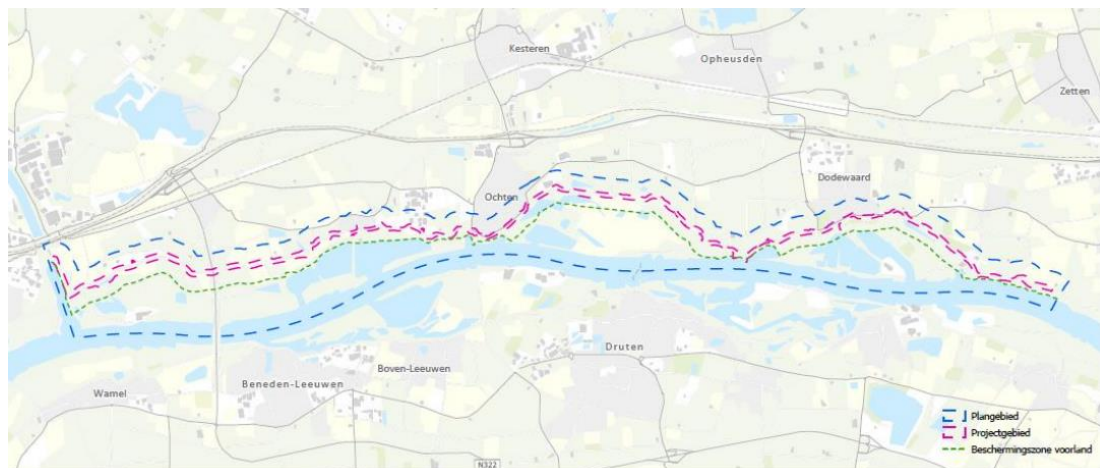 Kesteren
Opheusden
Zetten
Ochten
Dodewaard
Druten
Boven-Leeuwen
Beneden-Leeuwen
Wamel
N322
Plangebied
Projectgebied
Beschermingszone voorland